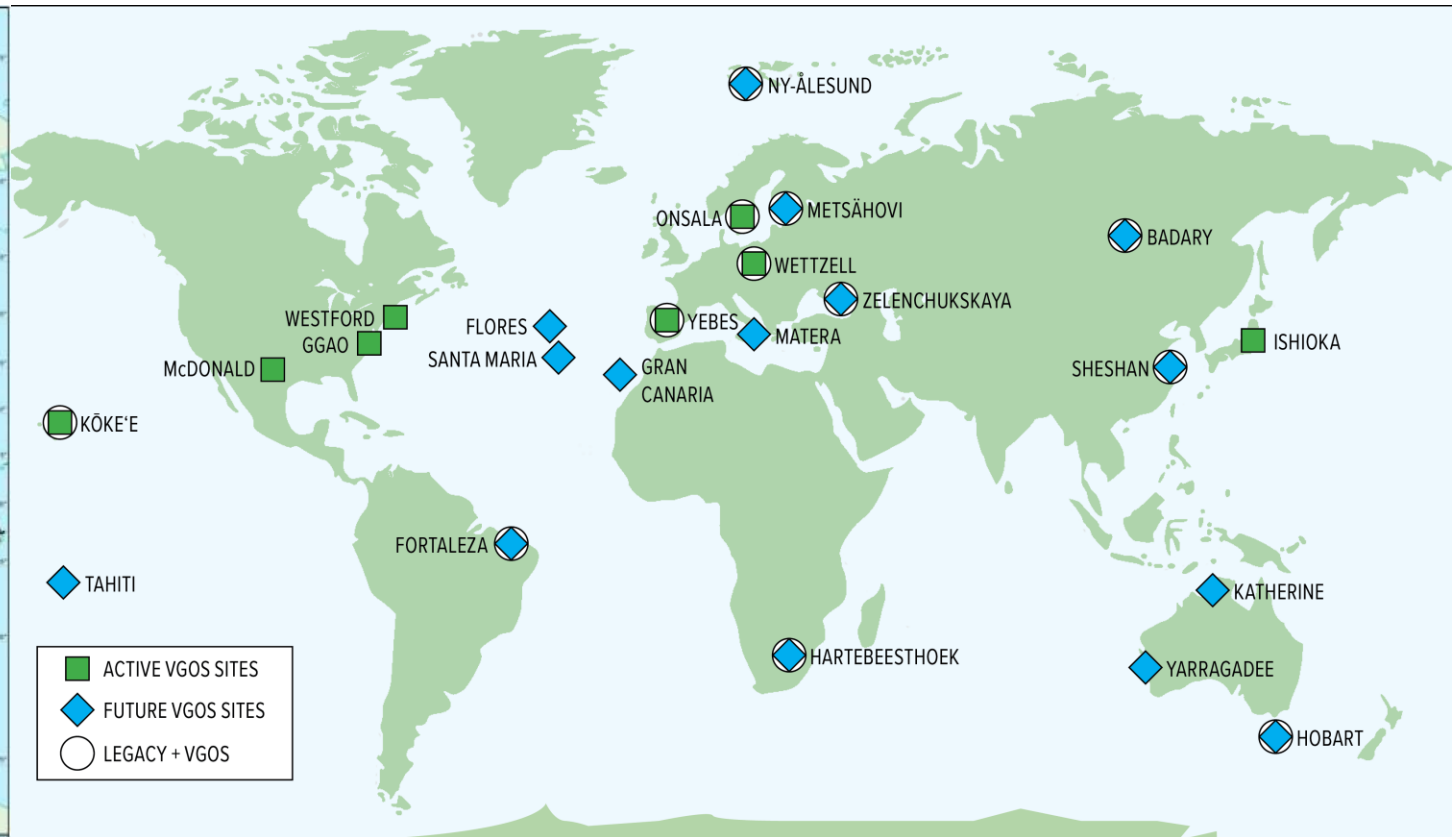 NY-ÅLESUND
METSÄHOVI
ONSALA
BADARY
WETTZELL
ZELENCHUKSKAYA
WESTFORD
YEBES
FLORES
MATERA
GGAO
ISHIOKA
SANTA MARIA
McDONALD
GRAN
CANARIA
SHESHAN
KŌKEʻE
FORTALEZA
TAHITI
KATHERINE
HARTEBEESTHOEK
YARRAGADEE
HOBART
ACTIVE VGOS SITES
FUTURE VGOS SITES
LEGACY + VGOS